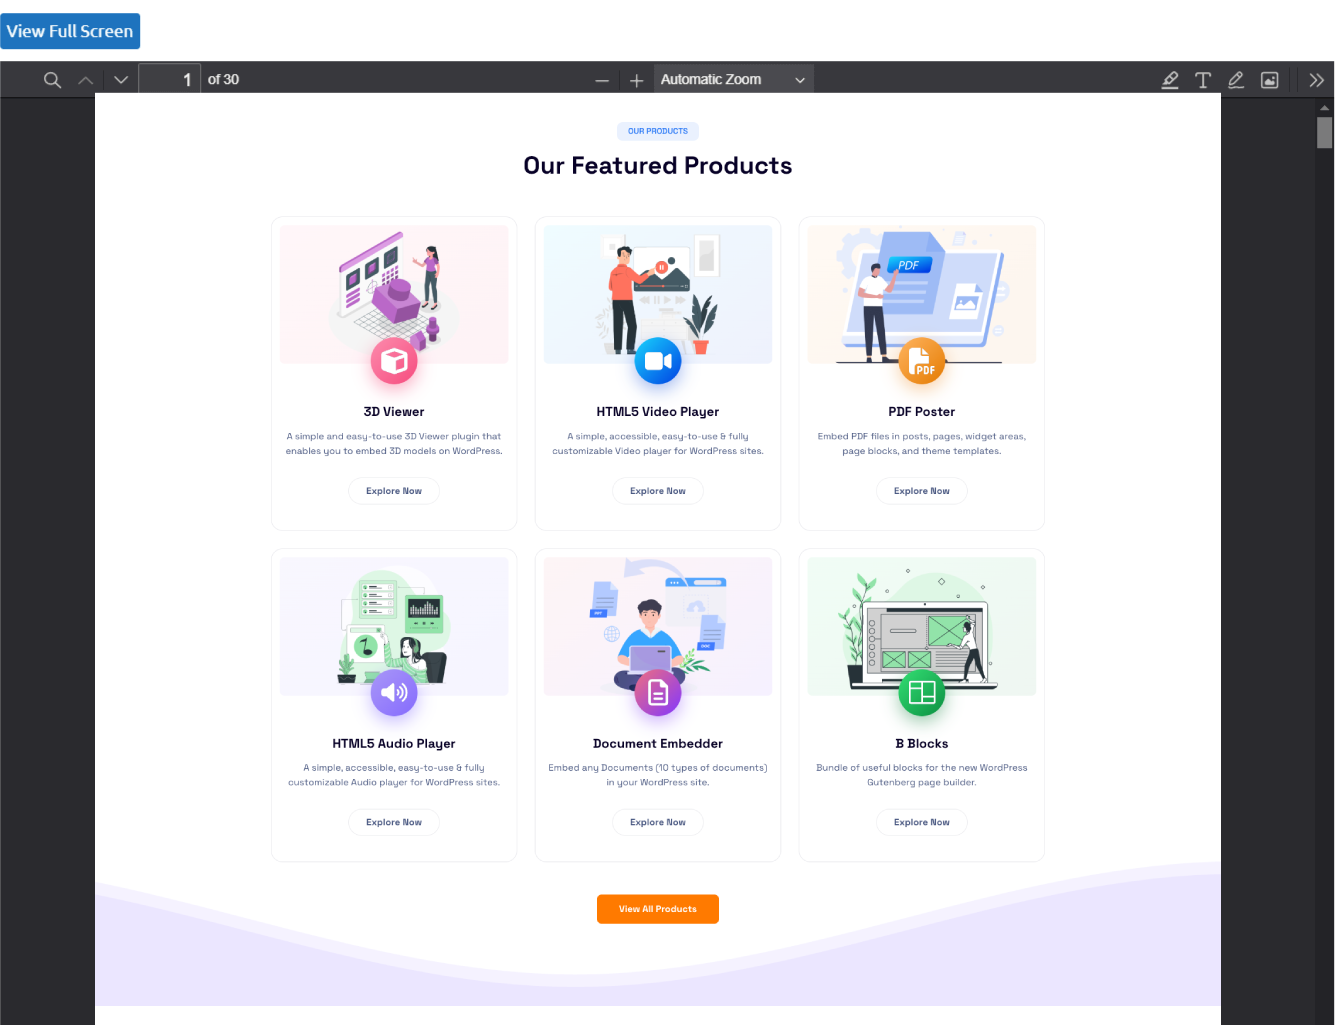 View Full Screen
1 of 30
Automatic Zoom
OUR PRODUCTS
Our Featured Products
PDF
PDF
3D Viewer
A simple and easy-to-use 3D Viewer plugin that
enables you to embed 3D models on WordPress.
Explore Now
HTML5 Video Player
A simple, accessible, easy-to-use & fully
customizable Video player for WordPress sites.
Explore Now
PDF Poster
Embed PDF files in posts, pages, widget areas,
page blocks, and theme templates.
Explore Now
DOC
HTML5 Audio Player
A simple, accessible, easy-to-use & fully
customizable Audio player for WordPress sites.
Explore Now
Document Embedder
Embed any Documents (10 types of documents)
in your WordPress site.
Explore Now
B Blocks
Bundle of useful blocks for the new WordPress
Gutenberg page builder.
Explore Now
View All Products